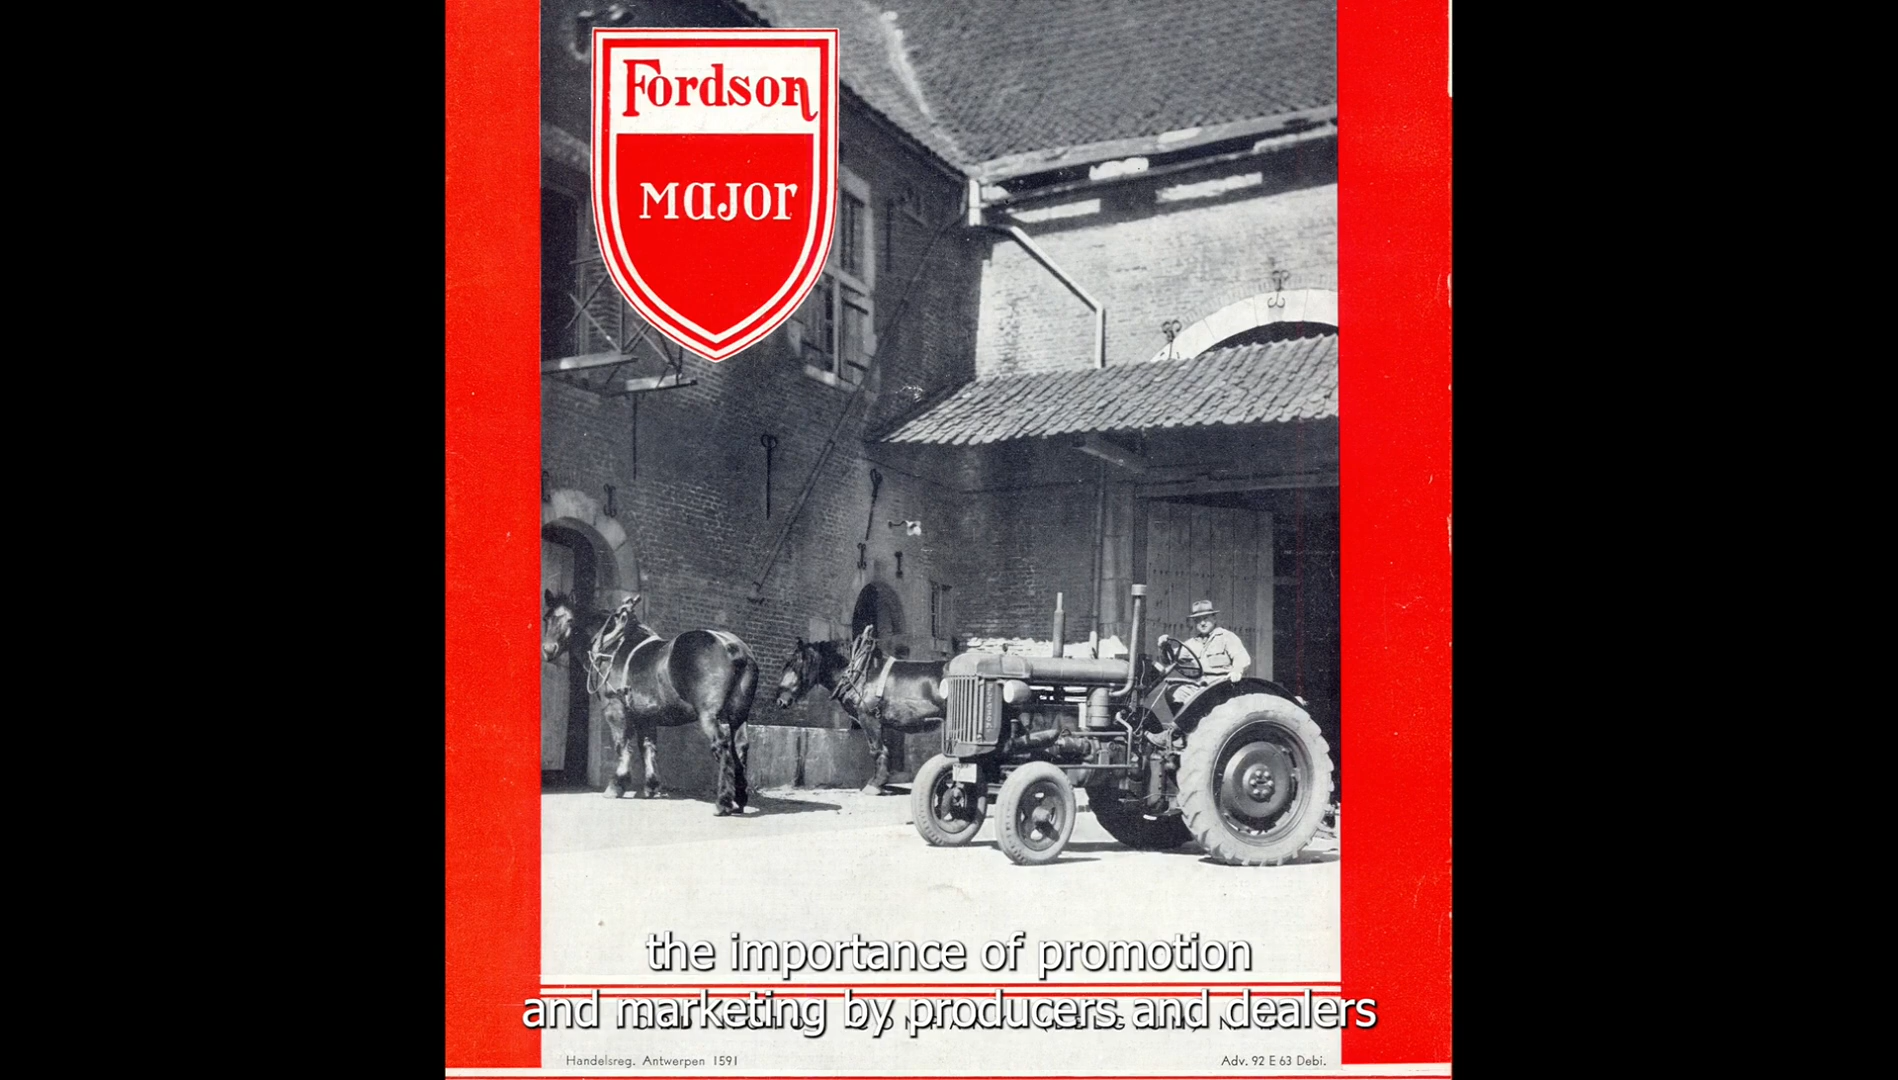 Fordson
MAJOR
the importance of promotion
and marketing by producers and dealers
Handelsreg. Antwerpen 1591
Adv. 92 E 63 Debi.